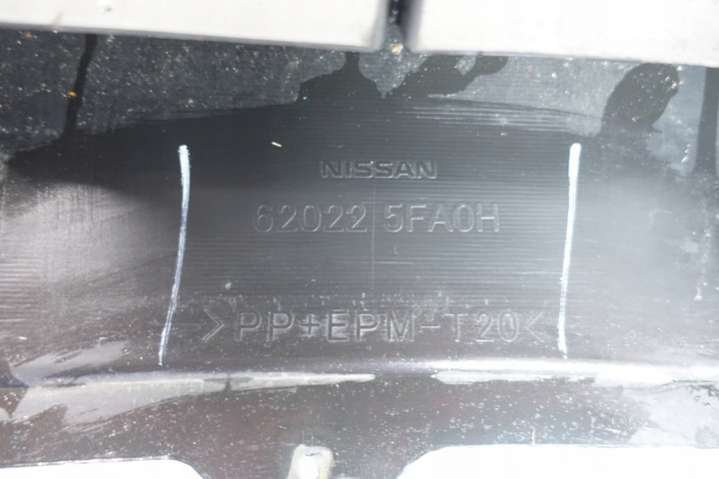 NISSAN
62022 5FA0H
>PP+EPM-T20<